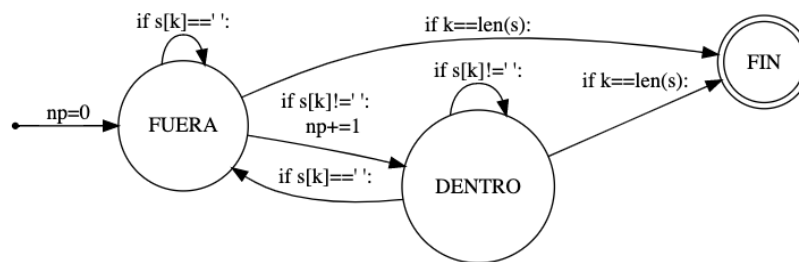 if s[k]==' ':
if k==len(s):
FIN
if s[k]!=' ':
if k==len(s):
np=0
FUERA
if s[k]!=' ':
np+=1
if s[k]==' ':
DENTRO